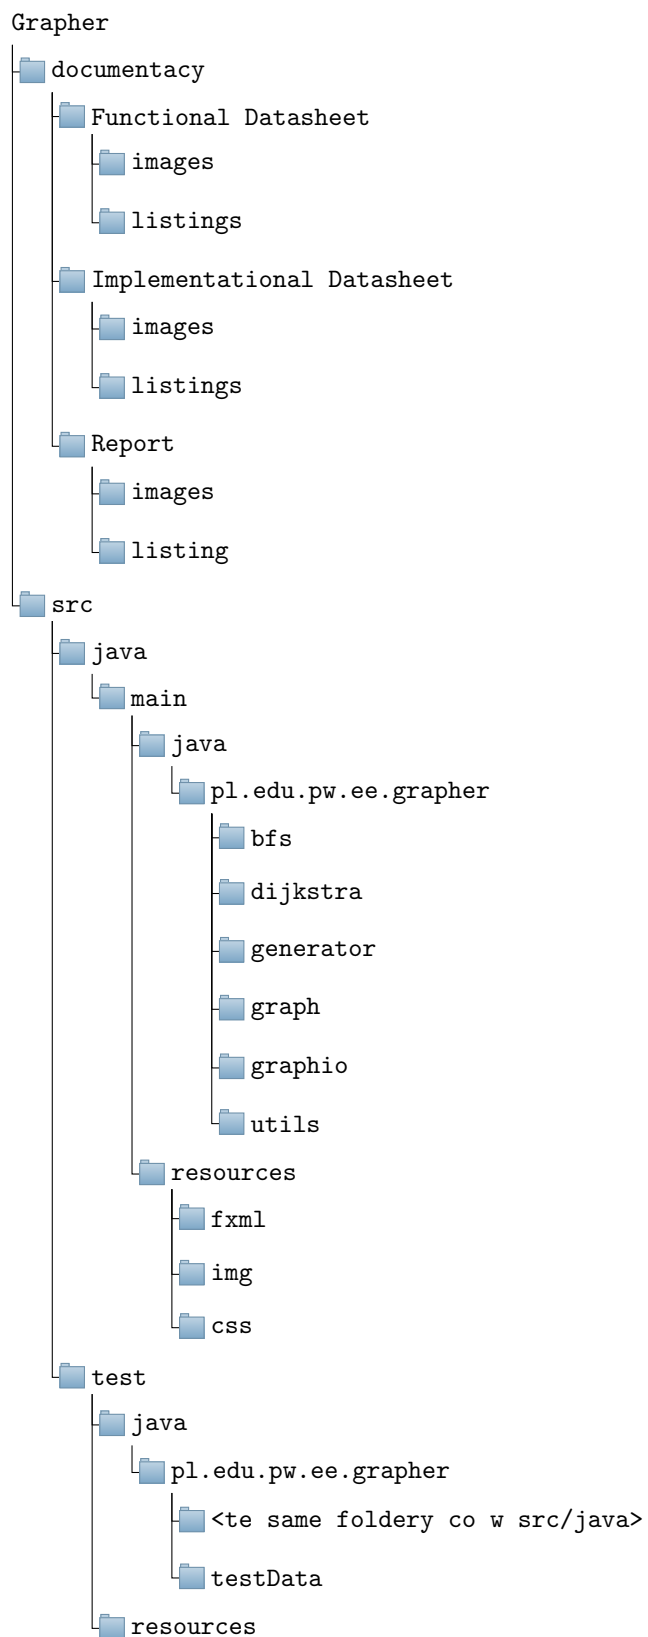 Grapher
documentacy
Functional Datasheet
images
listings
Implementational Datasheet
images
listings
Report
images
listing
src
java
main
java
pl.edu.pw.ee.grapher
bfs
dijkstra
generator
graph
graphio
utils
resources
fxml
img
css
test
java
pl.edu.pw.ee.grapher
<te same foldery co w src/java>
testData
resources